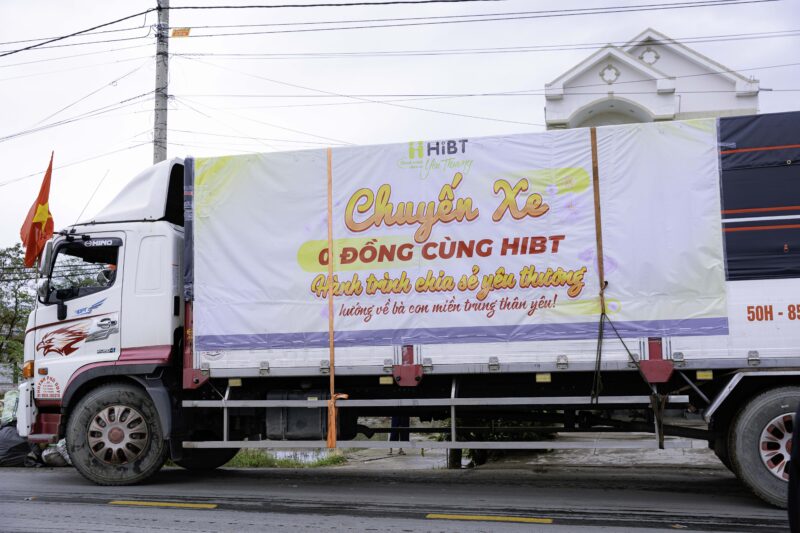 HiBT
Yêu Thương
Chuyến Xe
0 ĐỒNG CÙNG HIBT
Hành trình chia sẻ yêu thương
hướng về bà con miền trung thân yêu!
HINO
50H - 85